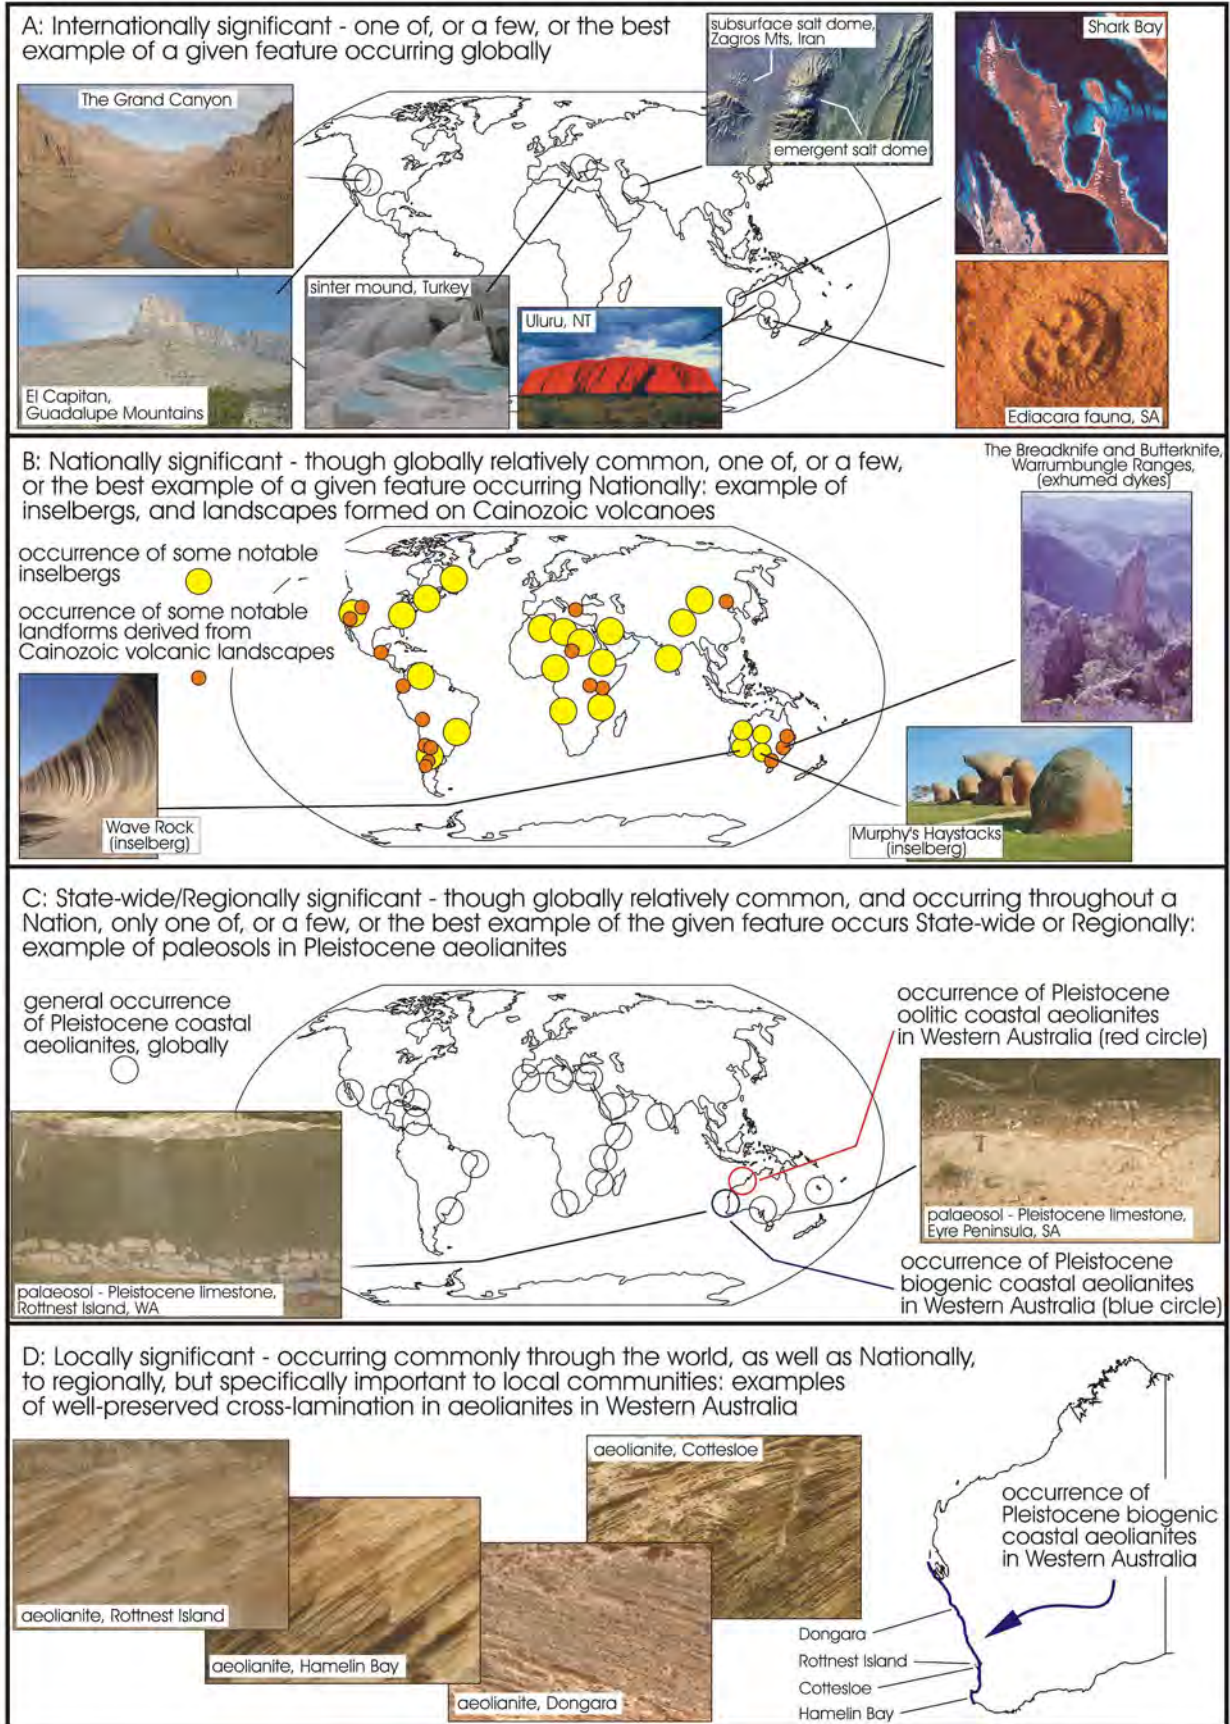 A: Internationally significant - one of, or a few, or the best
example of a given feature occurring globally
The Grand Canyon
subsurface salt dome,
Zagros Mts, Iran
emergent salt dome
Shark Bay
El Capitan,
Guadalupe Mountains
sinter mound, Turkey
Uluru, NT
Ediacara fauna, SA
B: Nationally significant - though globally relatively common, one of, or a few,
or the best example of a given feature occurring Nationally: example of
inselbergs, and landscapes formed on Cainozoic volcanoes
The Breadknife and Butterknife,
Warrumbungle Ranges,
(exhumed dykes)
occurrence of some notable
inselbergs
occurrence of some notable
landforms derived from
Cainozoic volcanic landscapes
Wave Rock
(inselberg)
Murphy's Haystacks
(inselberg)
C: State-wide/Regionally significant - though globally relatively common, and occurring throughout a
Nation, only one of, or a few, or the best example of the given feature occurs State-wide or Regionally:
example of paleosols in Pleistocene aeolianites
general occurrence
of Pleistocene coastal
aeolianites, globally
occurrence of Pleistocene
oolitic coastal aeolianites
in Western Australia (red circle)
palaeosol - Pleistocene limestone,
Rottnest Island, WA
palaeosol - Pleistocene limestone,
Eyre Peninsula, SA
occurrence of Pleistocene
biogenic coastal aeolianites
in Western Australia (blue circle)
D: Locally significant - occurring commonly through the world, as well as Nationally,
to regionally, but specifically important to local communities: examples
of well-preserved cross-lamination in aeolianites in Western Australia
aeolianite, Rottnest Island
aeolianite, Hamelin Bay
aeolianite, Cottesloe
aeolianite, Dongara
occurrence of
Pleistocene biogenic
coastal aeolianites
in Western Australia
Dongara
Rottnest Island
Cottesloe
Hamelin Bay